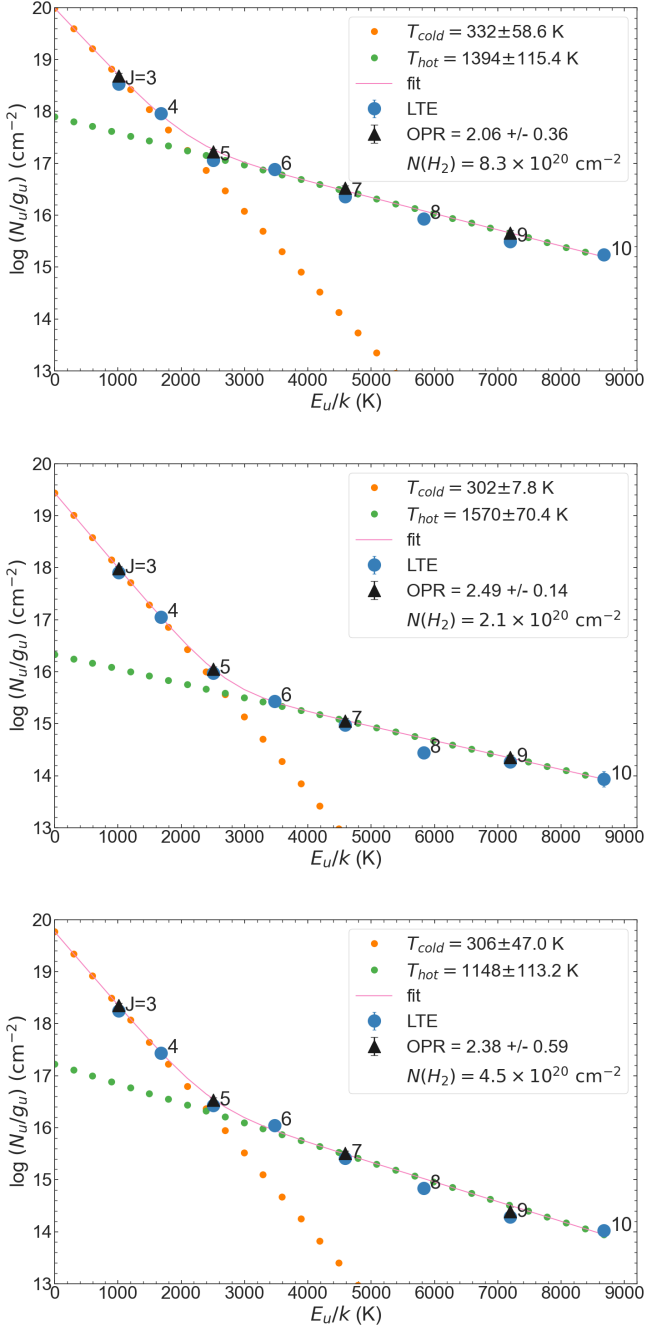 20
19
18
17
16
15
14
13
log (N_u/g_u) (cm⁻²)
J=3
4
5
6
7
8
9
10
T_cold = 332±58.6 K
T_hot = 1394±115.4 K
fit
LTE
OPR = 2.06 +/- 0.36
N(H₂) = 8.3 × 10²⁰ cm⁻²
0 1000 2000 3000 4000 5000 6000 7000 8000 9000
E_u/k (K)
20
19
18
17
16
15
14
13
log (N_u/g_u) (cm⁻²)
J=3
4
5
6
7
8
9
10
T_cold = 302±7.8 K
T_hot = 1570±70.4 K
fit
LTE
OPR = 2.49 +/- 0.14
N(H₂) = 2.1 × 10²⁰ cm⁻²
0 1000 2000 3000 4000 5000 6000 7000 8000 9000
E_u/k (K)
20
19
18
17
16
15
14
13
log (N_u/g_u) (cm⁻²)
J=3
4
5
6
7
8
9
10
T_cold = 306±47.0 K
T_hot = 1148±113.2 K
fit
LTE
OPR = 2.38 +/- 0.59
N(H₂) = 4.5 × 10²⁰ cm⁻²
0 1000 2000 3000 4000 5000 6000 7000 8000 9000
E_u/k (K)